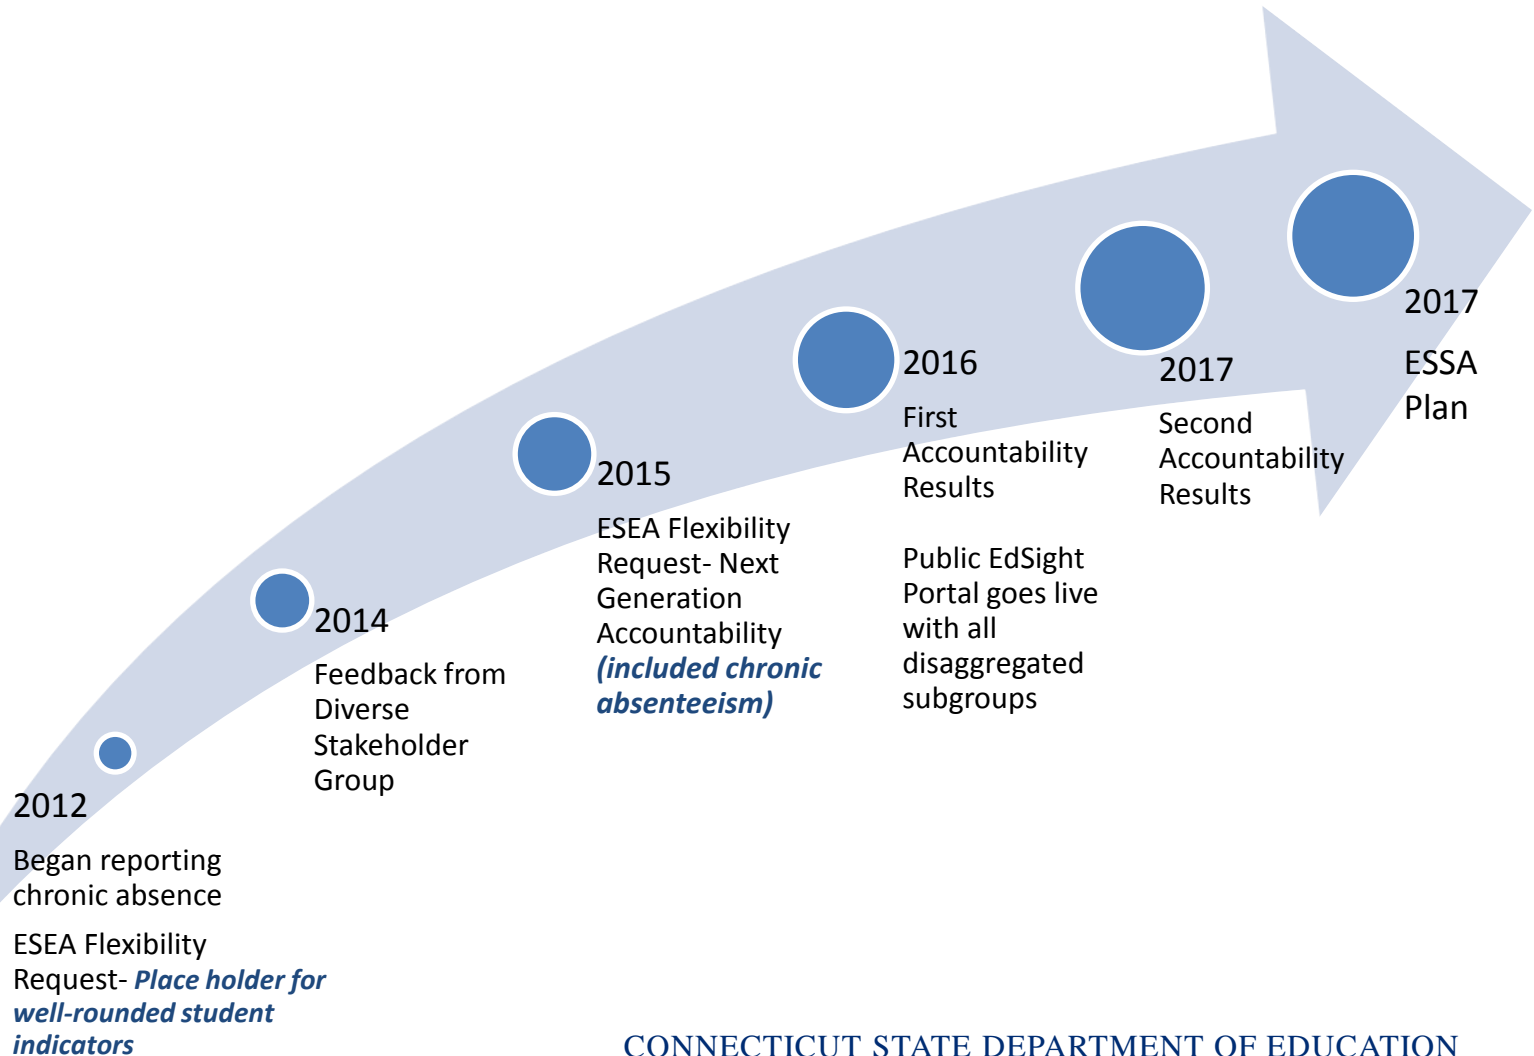 2012
Began reporting
chronic absence
ESEA Flexibility
Request- Place holder for
well-rounded student
indicators
2014
Feedback from
Diverse
Stakeholder
Group
2015
ESEA Flexibility
Request- Next
Generation
Accountability
(included chronic
absenteeism)
2016
First
Accountability
Results
Public EdSight
Portal goes live
with all
disaggregated
subgroups
2017
Second
Accountability
Results
2017
ESSA
Plan
CONNECTICUT STATE DEPARTMENT OF EDUCATION